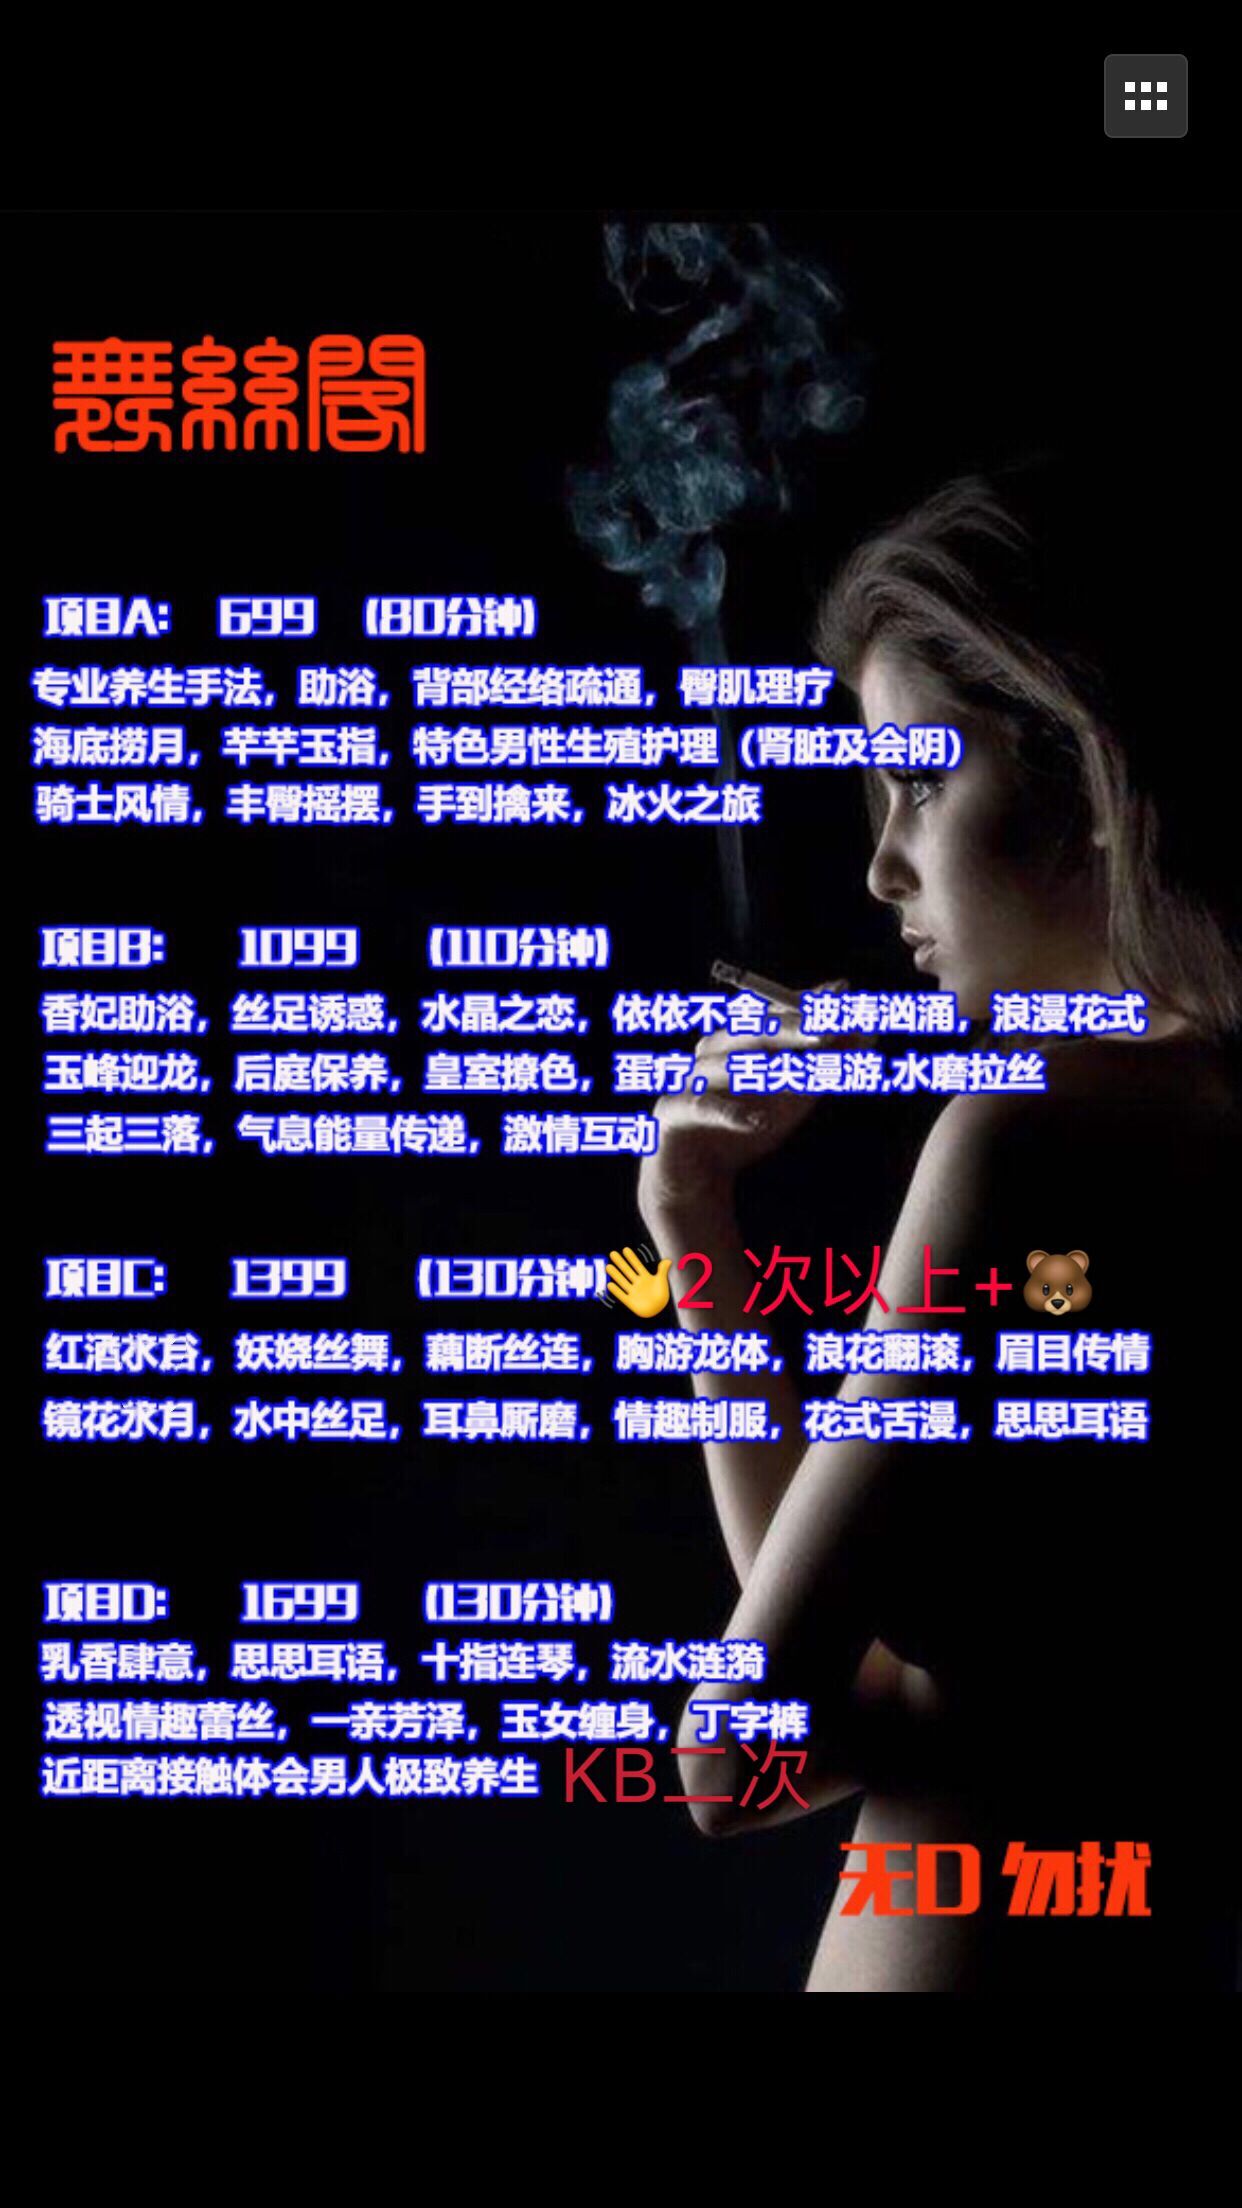 舞絲閣
项目A: 699 (80分钟)
专业养生手法，助浴，背部经络疏通，臀肌理疗
海底捞月，芊芊玉指，特色男性生殖护理（肾脏及会阴）
骑士风情，丰臀摇摆，手到擒来，冰火之旅
项目B: 1099 (110分钟)
香妃助浴，丝足诱惑，水晶之恋，依依不舍，波涛汹涌，浪漫花式
玉峰迎龙，后庭保养，皇室撩色，蛋疗，舌尖漫游,水磨拉丝
三起三落，气息能量传递，激情互动
项目C: 1399 (130分钟)👋2 次以上+🐻
红酒，妖娆丝舞，藕断丝连，胸游龙体，浪花翻滚，眉目传情
镜花水月，水中丝足，耳鼻厮磨，情趣制服，花式舌漫，思思耳语
项目D: 1699 (130分钟)
乳香肆意，思思耳语，十指连琴，流水涟漪
透视情趣蕾丝，一亲芳泽，玉女缠身，丁字裤
近距离接触体会男人极致养生 KB二次
无D 勿扰